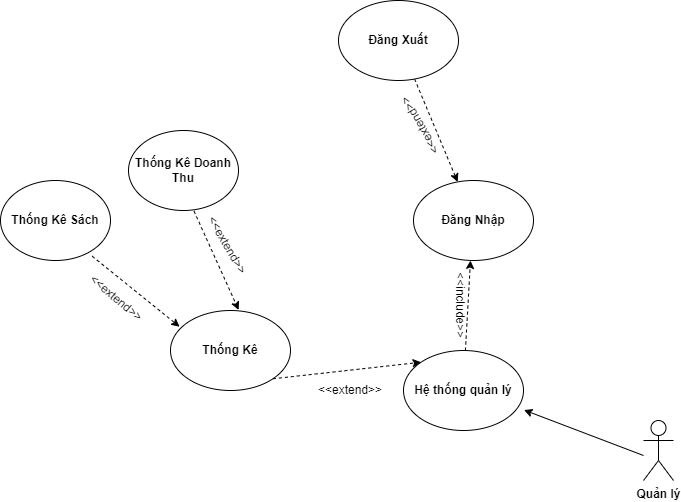 Đăng Xuất
<<extend>>
Thống Kê Doanh
Thu
Thống Kê Sách
Đăng Nhập
<<extend>>
<<extend>>
<<include>>
Thống Kê
<<extend>>
Hệ thống quản lý
Quản lý